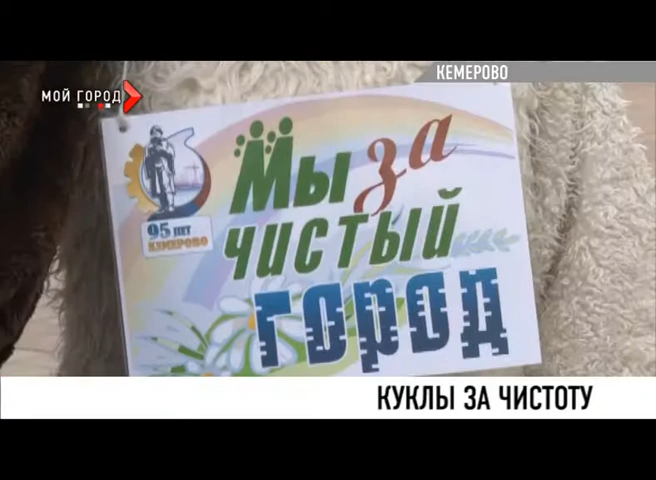 КЕМЕРОВО
МОЙ ГОРОД
95 ЛЕТ
КЕМЕРОВО
Мы за
чистый
город
КУКЛЫ ЗА ЧИСТОТУ